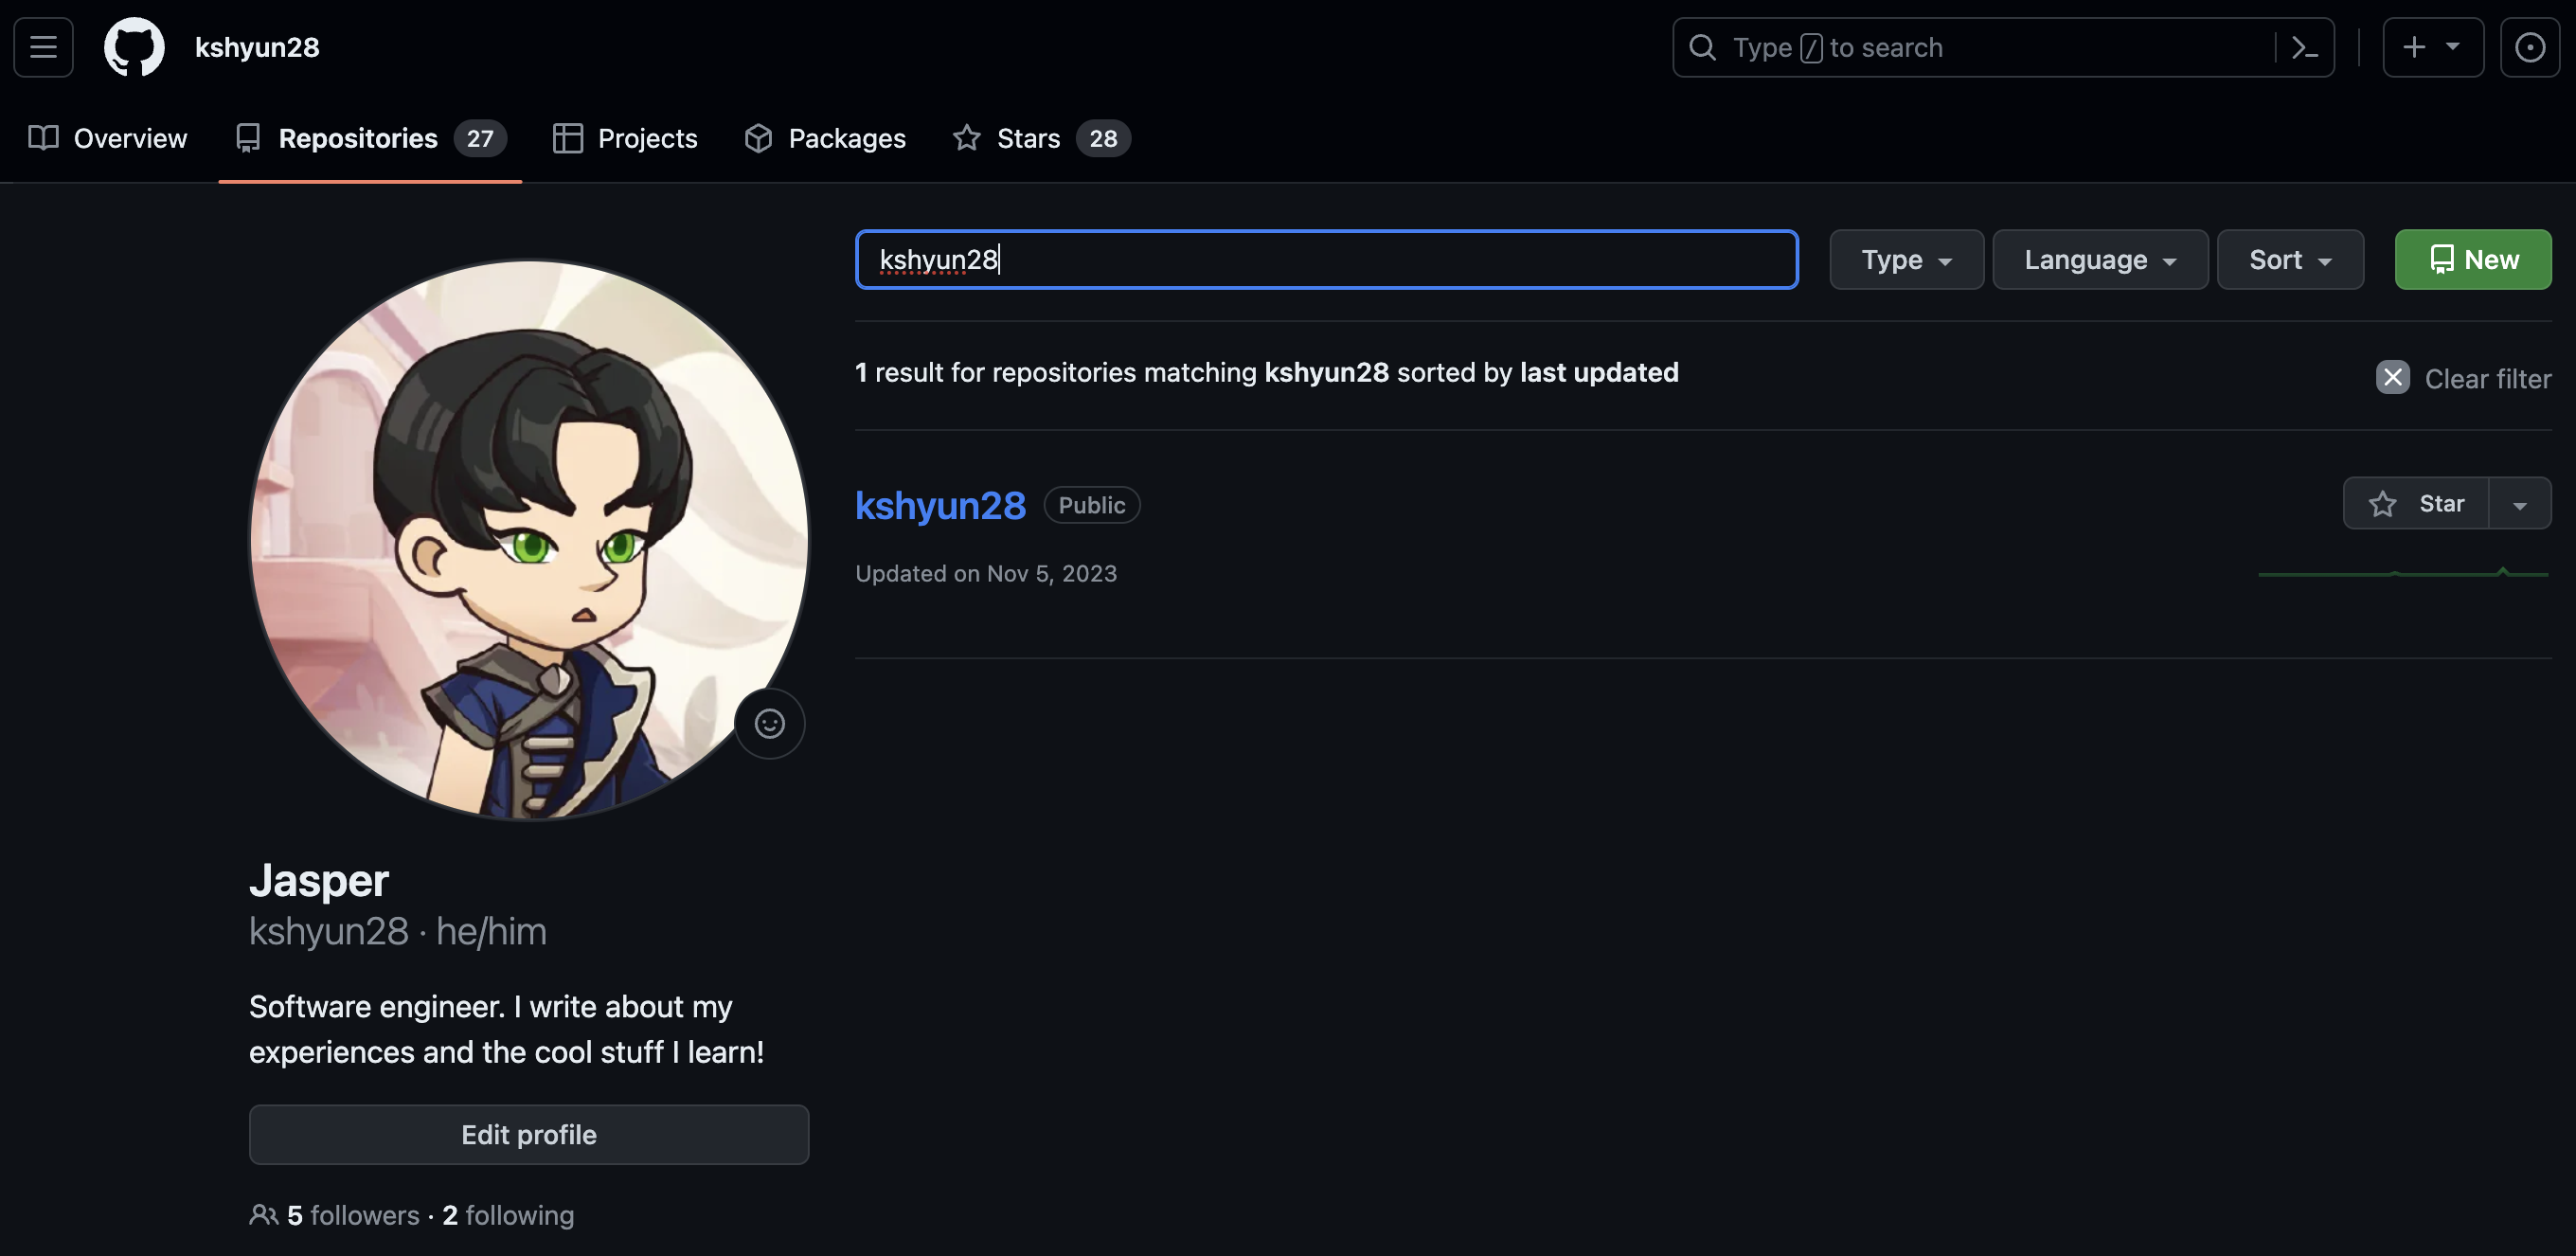 kshyun28
Type / to search
Overview
Repositories 27
Projects
Packages
Stars 28
kshyun28
Type
Language
Sort
New
1 result for repositories matching kshyun28 sorted by last updated
Clear filter
kshyun28 Public
Star
Updated on Nov 5, 2023
Jasper
kshyun28 · he/him
Software engineer. I write about my
experiences and the cool stuff I learn!
Edit profile
5 followers · 2 following